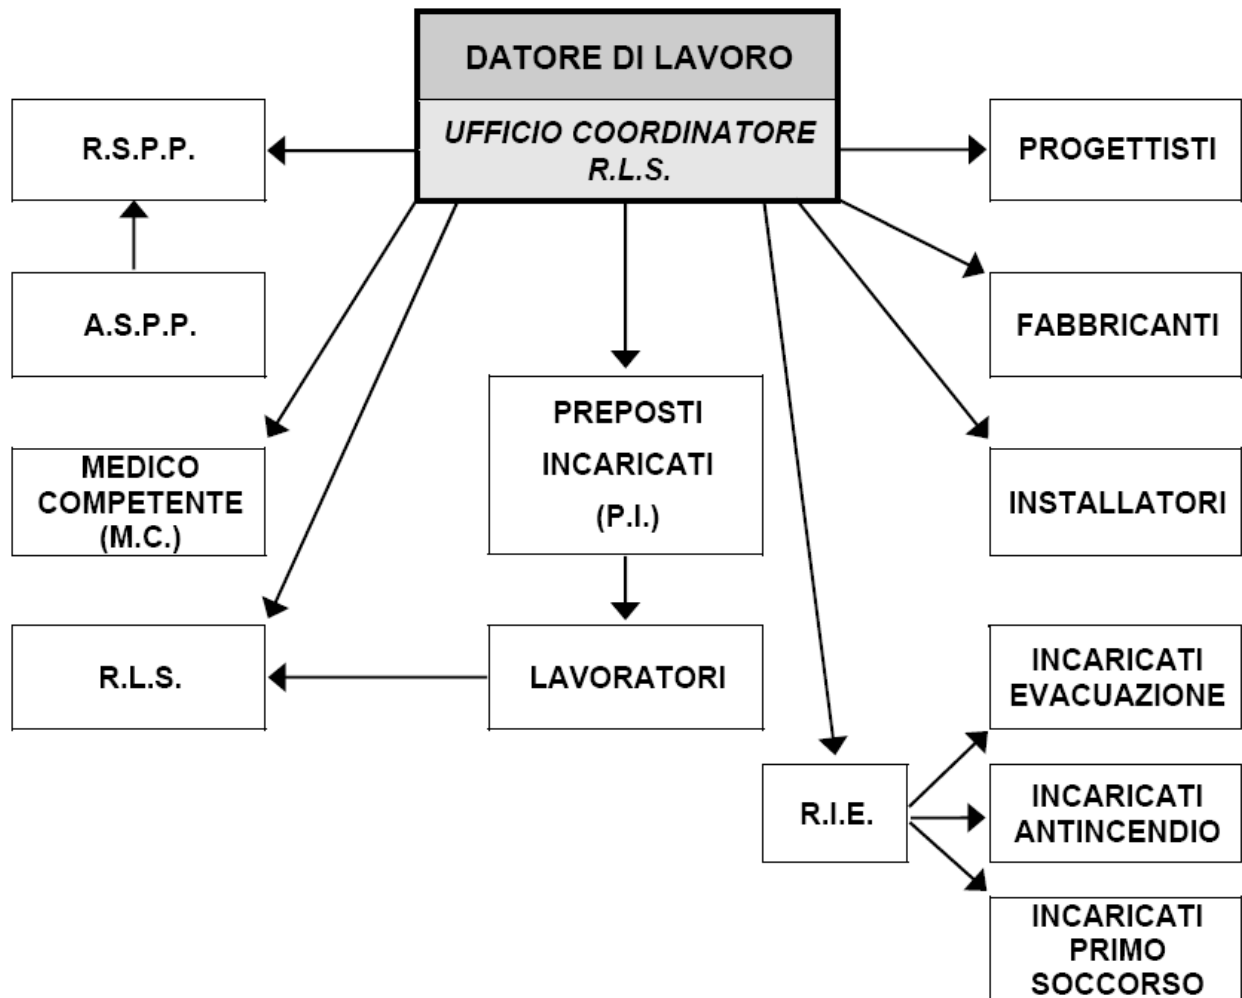 DATORE DI LAVORO
UFFICIO COORDINATORE
R.L.S.
R.S.P.P.
PROGETTISTI
A.S.P.P.
FABBRICANTI
PREPOSTI
INCARICATI
(P.I.)
MEDICO
COMPETENTE
(M.C.)
INSTALLATORI
R.L.S.
LAVORATORI
INCARICATI
EVACUAZIONE
R.I.E.
INCARICATI
ANTINCENDIO
INCARICATI
PRIMO
SOCCORSO